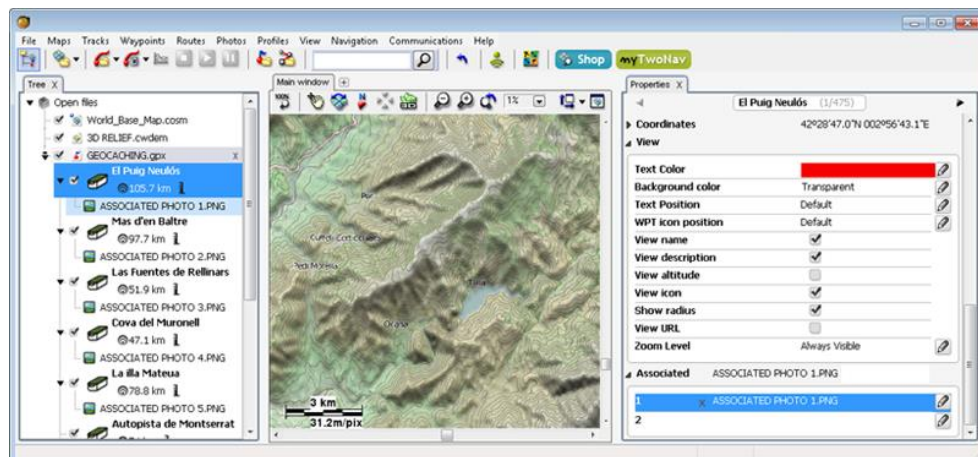 File Maps Tracks Waypoints Routes Photos Profiles View Navigation Communications Help
Shop myTwoNav
Tree X
Open files
World_Base_Map.cosm
3D RELIEF.cwdem
GEOCACHING.gpx x
El Puig Neulós
105.7 km
ASSOCIATED PHOTO 1.PNG
Mas d'en Baltre
97.7 km
ASSOCIATED PHOTO 2.PNG
Las Fuentes de Rellinars
51.9 km
ASSOCIATED PHOTO 3.PNG
Cova del Muronell
47.1 km
ASSOCIATED PHOTO 4.PNG
La illa Mateua
78.8 km
ASSOCIATED PHOTO 5.PNG
Autopista de Montserrat
Main window
100%
1%
3 km
31.2m/pix
Properties X
El Puig Neulós (1/475)
Coordinates 42º28'47.0"N 002º56'43.1"E
View
Text Color
Background color Transparent
Text Position Default
WPT icon position Default
View name
View description
View altitude
View icon
Show radius
View URL
Zoom Level Always Visible
Associated ASSOCIATED PHOTO 1.PNG
1 x ASSOCIATED PHOTO 1.PNG
2